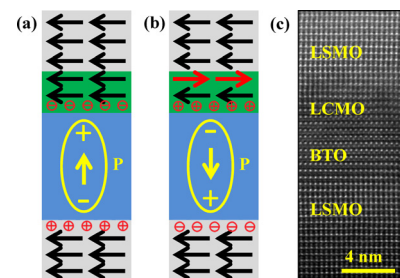 (a)
(b)
(c)
⊖ ⊖ ⊖ ⊖ ⊖
+
P
−
⊕ ⊕ ⊕ ⊕ ⊕
⊕ ⊕ ⊕ ⊕ ⊕
−
P
+
⊖ ⊖ ⊖ ⊖ ⊖
LSMO
LCMO
BTO
LSMO
4 nm